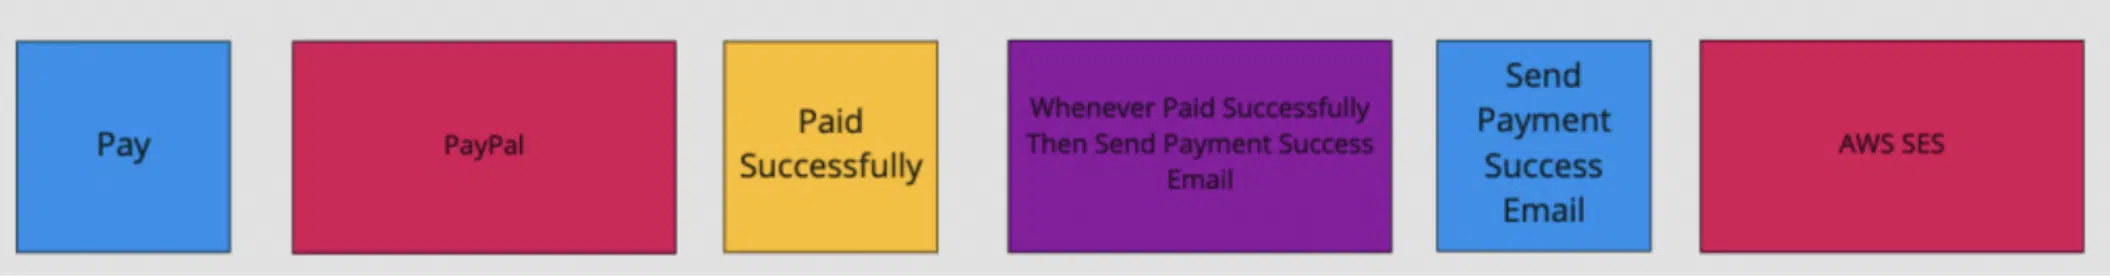 Pay
PayPal
Paid
Successfully
Whenever Paid Successfully
Then Send Payment Success
Email
Send
Payment
Success
Email
AWS SES